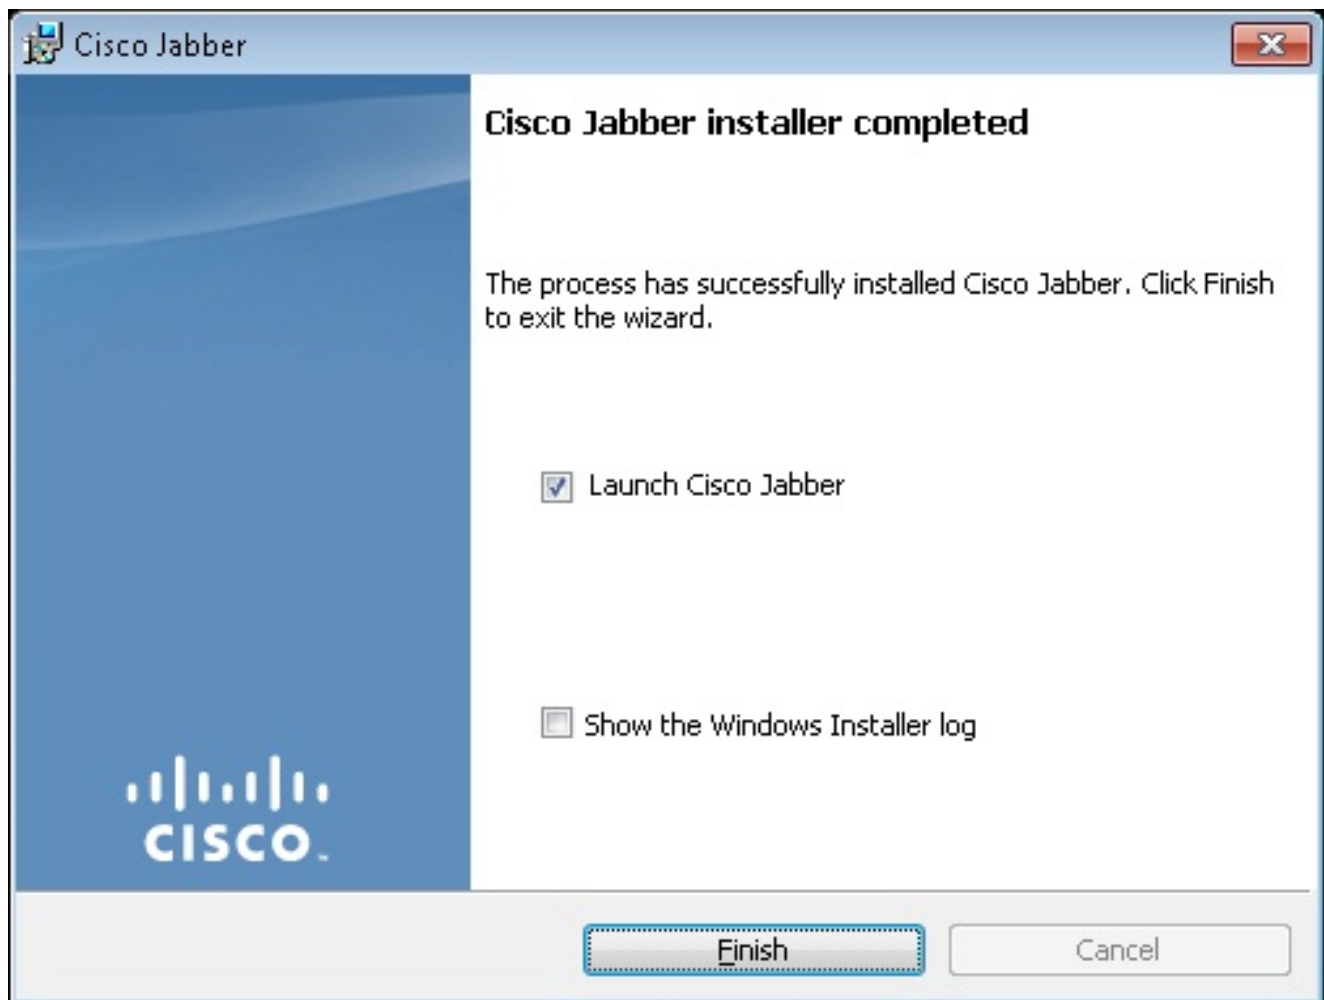 Cisco Jabber
Cisco Jabber installer completed
The process has successfully installed Cisco Jabber. Click Finish
to exit the wizard.
Launch Cisco Jabber
Show the Windows Installer log
CISCO
Finish
Cancel